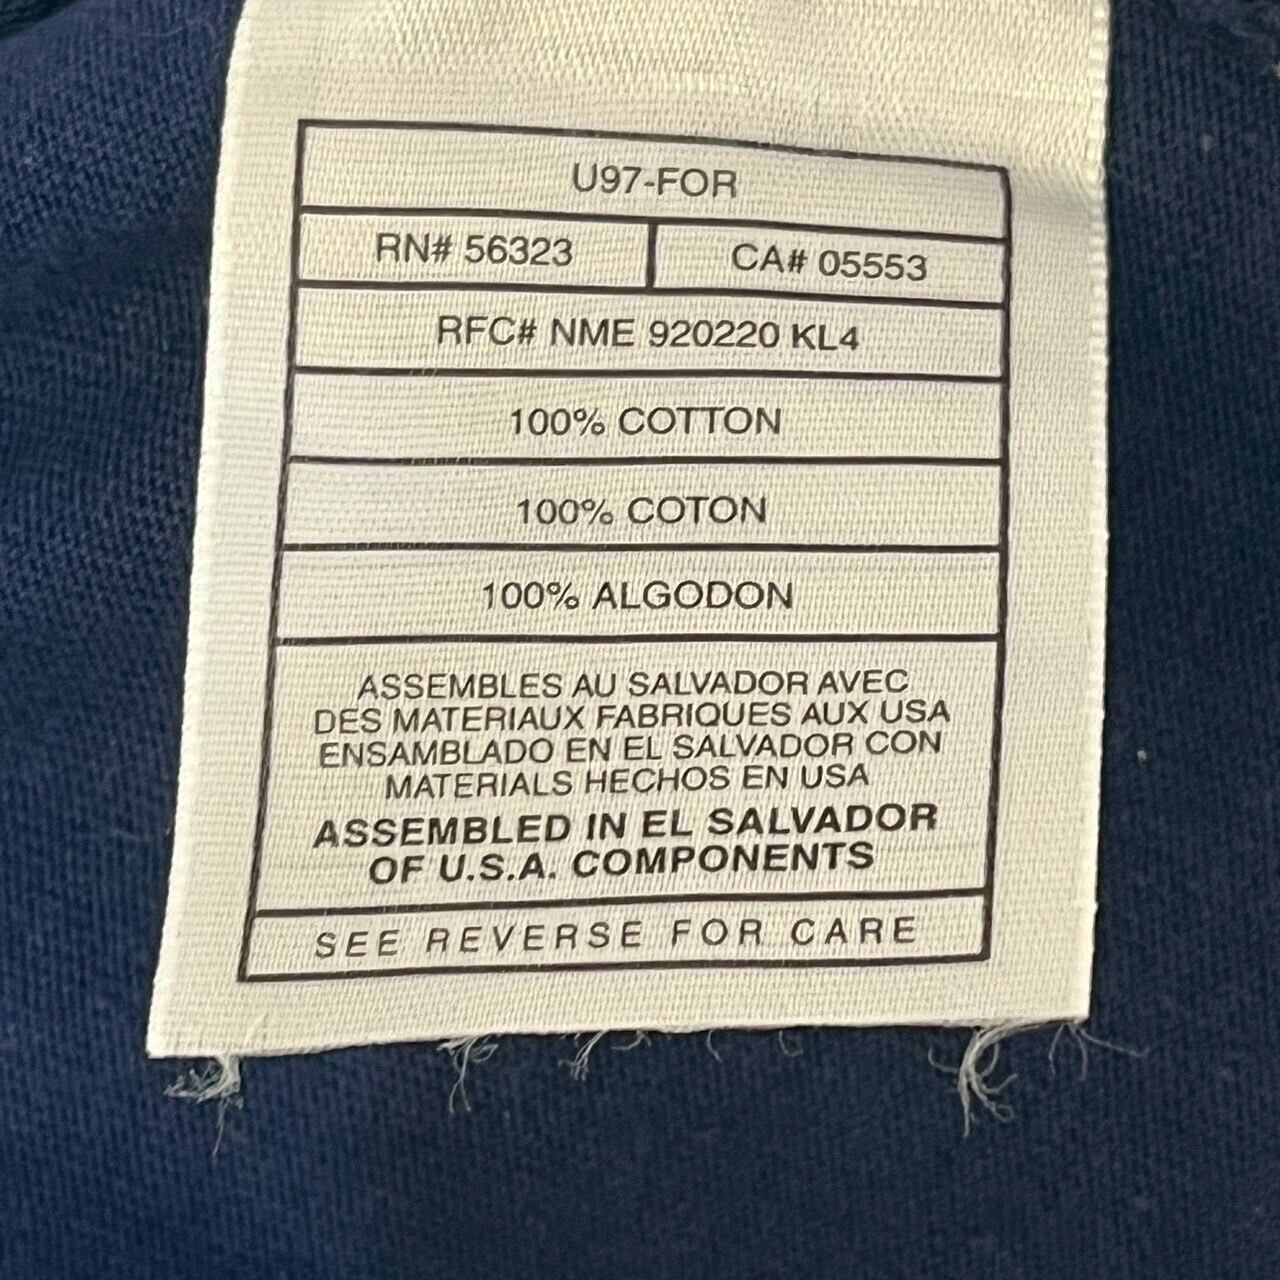 U97-FOR
RN# 56323
CA# 05553
RFC# NME 920220 KL4
100% COTTON
100% COTON
100% ALGODON
ASSEMBLES AU SALVADOR AVEC
DES MATERIAUX FABRIQUES AUX USA
ENSAMBLADO EN EL SALVADOR CON
MATERIALS HECHOS EN USA
ASSEMBLED IN EL SALVADOR
OF U.S.A. COMPONENTS
SEE REVERSE FOR CARE